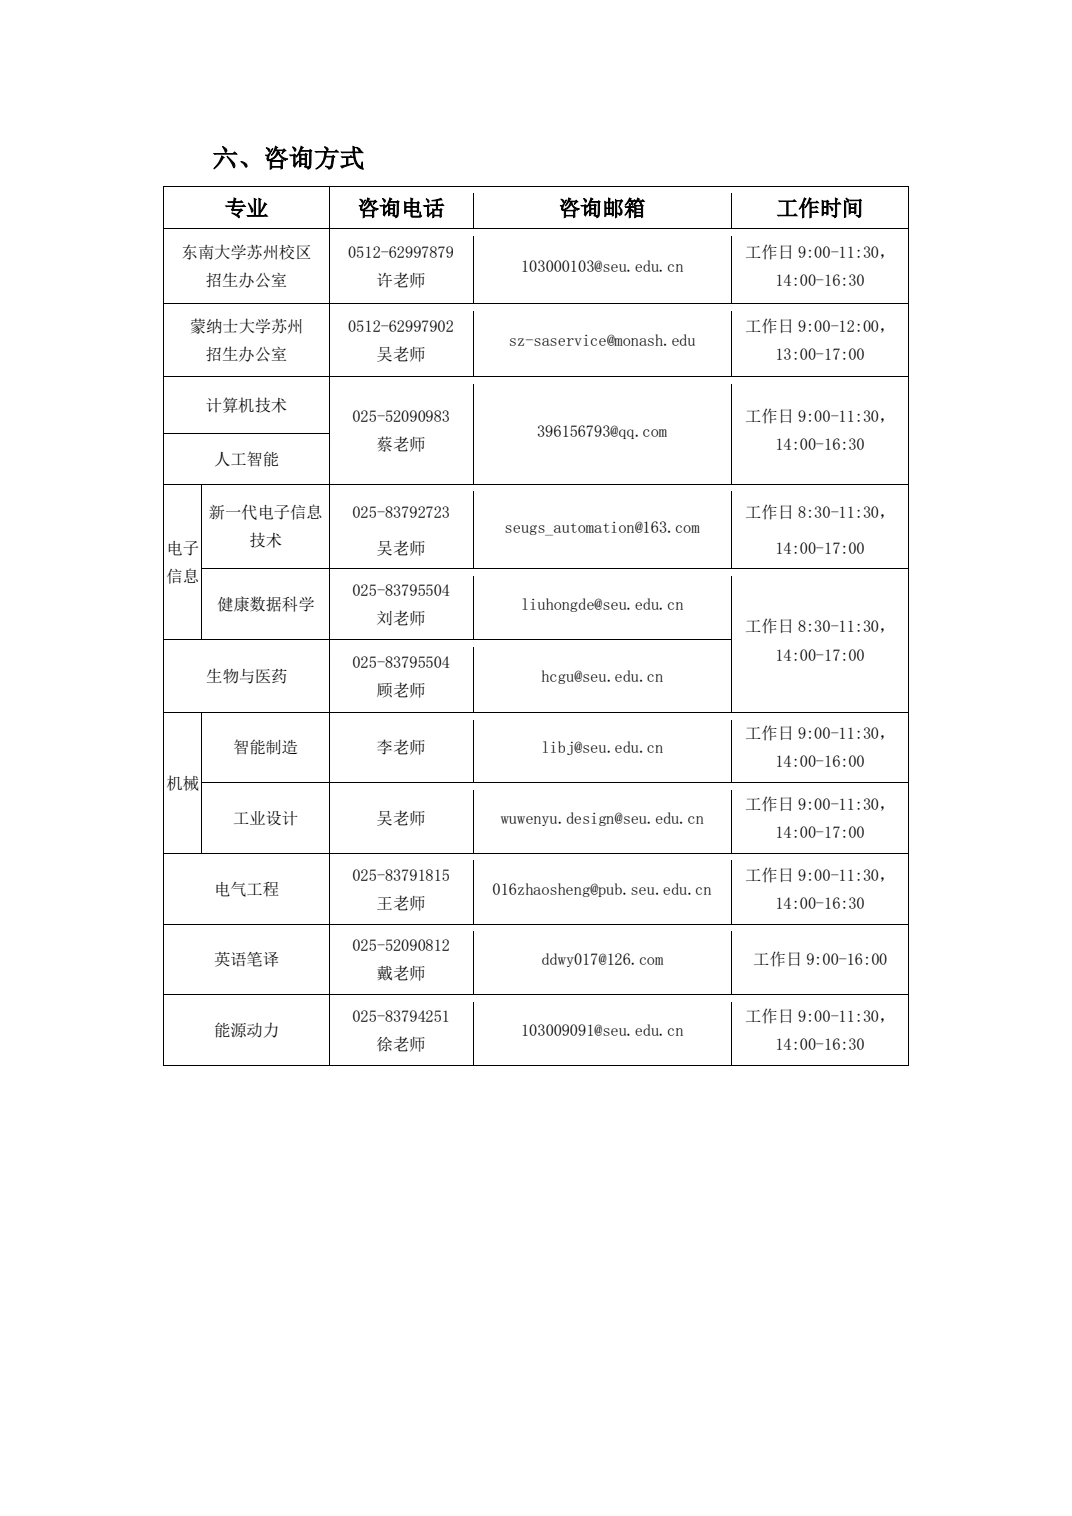 六、咨询方式
专业 咨询电话 咨询邮箱 工作时间
东南大学苏州校区
招生办公室
0512-62997879
许老师
103000103@seu.edu.cn
工作日 9:00-11:30,
14:00-16:30
蒙纳士大学苏州
招生办公室
0512-62997902
吴老师
sz-saservice@monash.edu
工作日 9:00-12:00,
13:00-17:00
计算机技术
人工智能
025-52090983
蔡老师
396156793@qq.com
工作日 9:00-11:30,
14:00-16:30
电子
信息
新一代电子信息
技术
025-83792723
吴老师
seugs_automation@163.com
工作日 8:30-11:30,
14:00-17:00
健康数据科学
025-83795504
刘老师
liuhongde@seu.edu.cn
工作日 8:30-11:30,
14:00-17:00
生物与医药
025-83795504
顾老师
hcgu@seu.edu.cn
机械
智能制造
李老师
libj@seu.edu.cn
工作日 9:00-11:30,
14:00-16:00
工业设计
吴老师
wuwenyu.design@seu.edu.cn
工作日 9:00-11:30,
14:00-17:00
电气工程
025-83791815
王老师
016zhaosheng@pub.seu.edu.cn
工作日 9:00-11:30,
14:00-16:30
英语笔译
025-52090812
戴老师
ddwy017@126.com
工作日 9:00-16:00
能源动力
025-83794251
徐老师
103009091@seu.edu.cn
工作日 9:00-11:30,
14:00-16:30